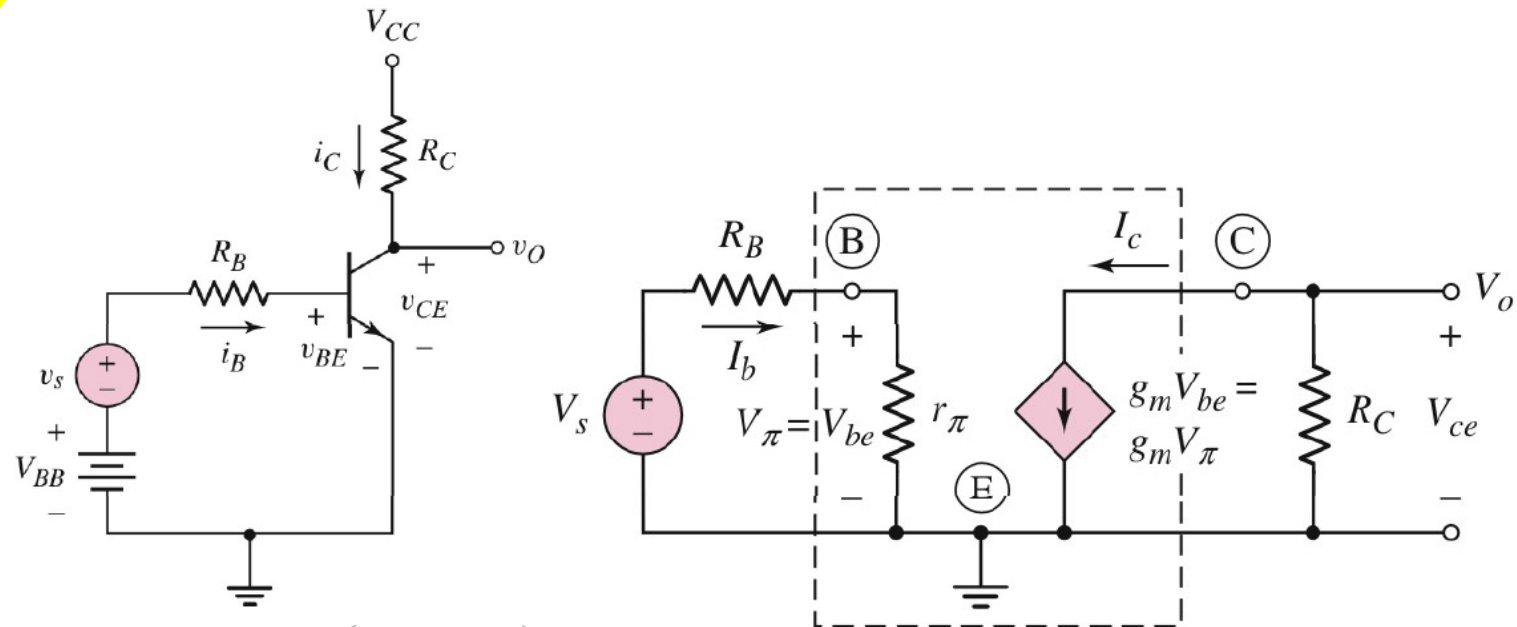 V_CC
i_C
R_C
v_O
R_B
+
v_CE
+
v_BE
−
−
i_B
v_s
+
−
+
V_BB
−
R_B
B
I_c
C
V_o
+
I_b
+
V_s
+
−
V_π = V_be
r_π
g_m V_be =
g_m V_π
R_C
V_ce
−
E
−